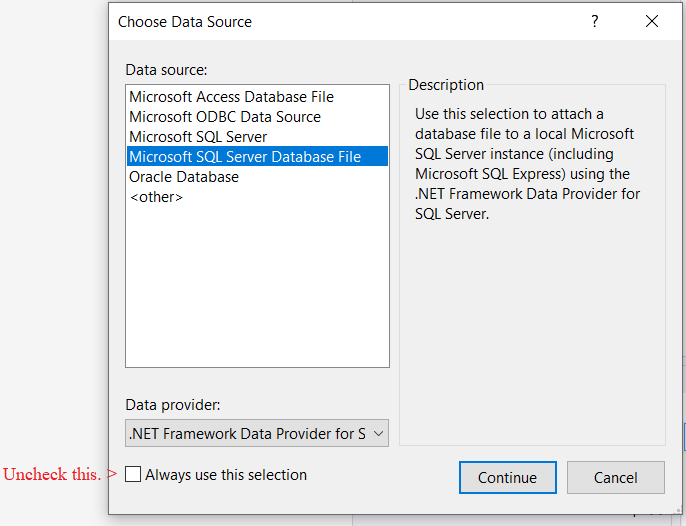 Choose Data Source
?
Data source:
Microsoft Access Database File
Microsoft ODBC Data Source
Microsoft SQL Server
Microsoft SQL Server Database File
Oracle Database
<other>
Description
Use this selection to attach a
database file to a local Microsoft
SQL Server instance (including
Microsoft SQL Express) using the
.NET Framework Data Provider for
SQL Server.
Data provider:
.NET Framework Data Provider for S
Uncheck this. >
Always use this selection
Continue
Cancel